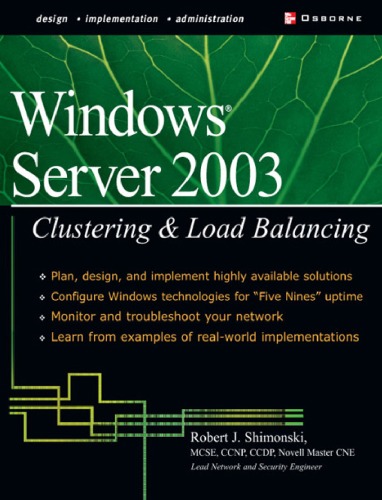 design • implementation • administration
OSBORNE
Windows®
Server 2003
Clustering & Load Balancing
❖ Plan, design, and implement highly available solutions
❖ Configure Windows technologies for “Five Nines” uptime
❖ Monitor and troubleshoot your network
❖ Learn from examples of real-world implementations
Robert J. Shimonski,
MCSE, CCNP, CCDP, Novell Master CNE
Lead Network and Security Engineer